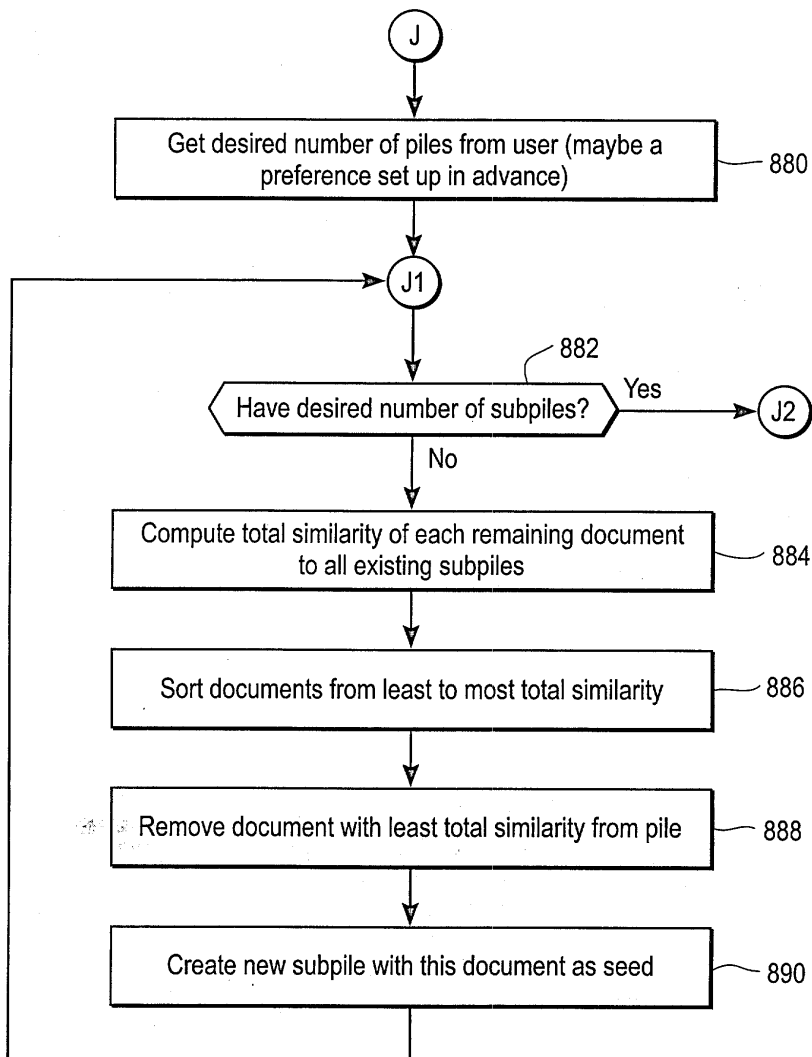 J
Get desired number of piles from user (maybe a
preference set up in advance)
880
J1
882
Have desired number of subpiles?
Yes
J2
No
Compute total similarity of each remaining document
to all existing subpiles
884
Sort documents from least to most total similarity
886
Remove document with least total similarity from pile
888
Create new subpile with this document as seed
890